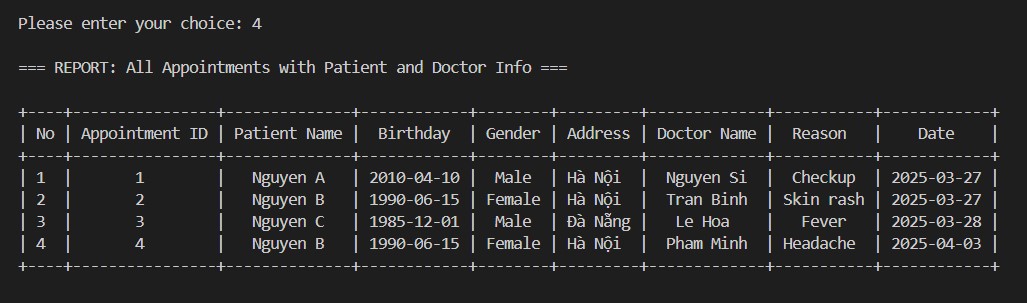 Please enter your choice: 4
=== REPORT: All Appointments with Patient and Doctor Info ===
+----+----------------+--------------+------------+--------+---------+-------------+-----------+------------+
| No | Appointment ID | Patient Name |  Birthday  | Gender | Address | Doctor Name |  Reason   |    Date    |
+----+----------------+--------------+------------+--------+---------+-------------+-----------+------------+
| 1  |       1        |   Nguyen A   | 2010-04-10 |  Male  | Hà Nội  |  Nguyen Si  |  Checkup  | 2025-03-27 |
| 2  |       2        |   Nguyen B   | 1990-06-15 | Female | Hà Nội  |  Tran Binh  | Skin rash | 2025-03-27 |
| 3  |       3        |   Nguyen C   | 1985-12-01 |  Male  | Đà Nẵng |   Le Hoa    |   Fever   | 2025-03-28 |
| 4  |       4        |   Nguyen B   | 1990-06-15 | Female | Hà Nội  |  Pham Minh  | Headache  | 2025-04-03 |
+----+----------------+--------------+------------+--------+---------+-------------+-----------+------------+